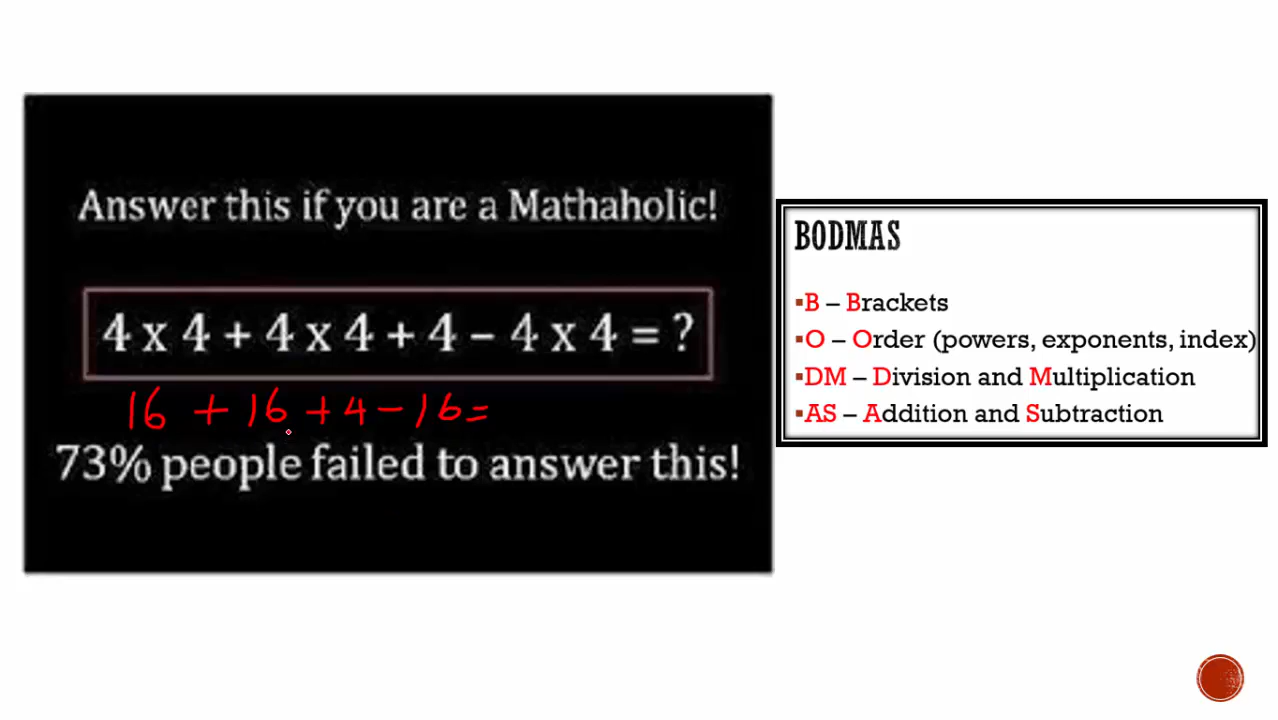 Answer this if you are a Mathaholic!
4 x 4 + 4 x 4 + 4 – 4 x 4 = ?
16 + 16 + 4 - 16 =
73% people failed to answer this!
BODMAS
▪B – Brackets
▪O – Order (powers, exponents, index)
▪DM – Division and Multiplication
▪AS – Addition and Subtraction